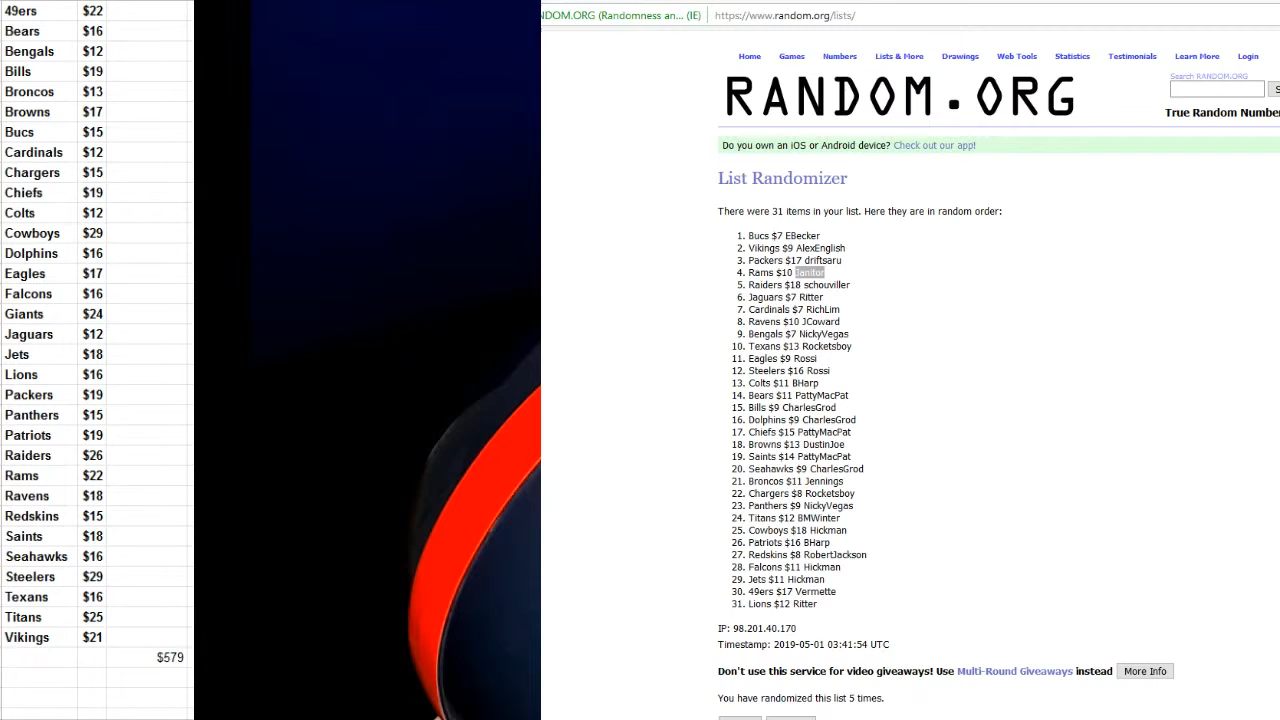 49ers $22
Bears $16
Bengals $12
Bills $19
Broncos $13
Browns $17
Bucs $15
Cardinals $12
Chargers $15
Chiefs $19
Colts $12
Cowboys $29
Dolphins $16
Eagles $17
Falcons $16
Giants $24
Jaguars $12
Jets $18
Lions $16
Packers $19
Panthers $15
Patriots $19
Raiders $26
Rams $22
Ravens $18
Redskins $15
Saints $18
Seahawks $16
Steelers $29
Texans $16
Titans $25
Vikings $21
$579
NDOM.ORG (Randomness an... (IE) https://www.random.org/lists/
Home Games Numbers Lists & More Drawings Web Tools Statistics Testimonials Learn More Login
RANDOM.ORG
Search RANDOM.ORG
True Random Number
Do you own an iOS or Android device? Check out our app!
List Randomizer
There were 31 items in your list. Here they are in random order:
1. Bucs $7 EBecker
2. Vikings $9 AlexEnglish
3. Packers $17 driftsaru
4. Rams $10 Janitor
5. Raiders $18 schouviller
6. Jaguars $7 Ritter
7. Cardinals $7 RichLim
8. Ravens $10 JCoward
9. Bengals $7 NickyVegas
10. Texans $13 Rocketsboy
11. Eagles $9 Rossi
12. Steelers $16 Rossi
13. Colts $11 BHarp
14. Bears $11 PattyMacPat
15. Bills $9 CharlesGrod
16. Dolphins $9 CharlesGrod
17. Chiefs $15 PattyMacPat
18. Browns $13 DustinJoe
19. Saints $14 PattyMacPat
20. Seahawks $9 CharlesGrod
21. Broncos $11 Jennings
22. Chargers $8 Rocketsboy
23. Panthers $9 NickyVegas
24. Titans $12 BMWinter
25. Cowboys $18 Hickman
26. Patriots $16 BHarp
27. Redskins $8 RobertJackson
28. Falcons $11 Hickman
29. Jets $11 Hickman
30. 49ers $17 Vermette
31. Lions $12 Ritter
IP: 98.201.40.170
Timestamp: 2019-05-01 03:41:54 UTC
Don't use this service for video giveaways! Use Multi-Round Giveaways instead More Info
You have randomized this list 5 times.